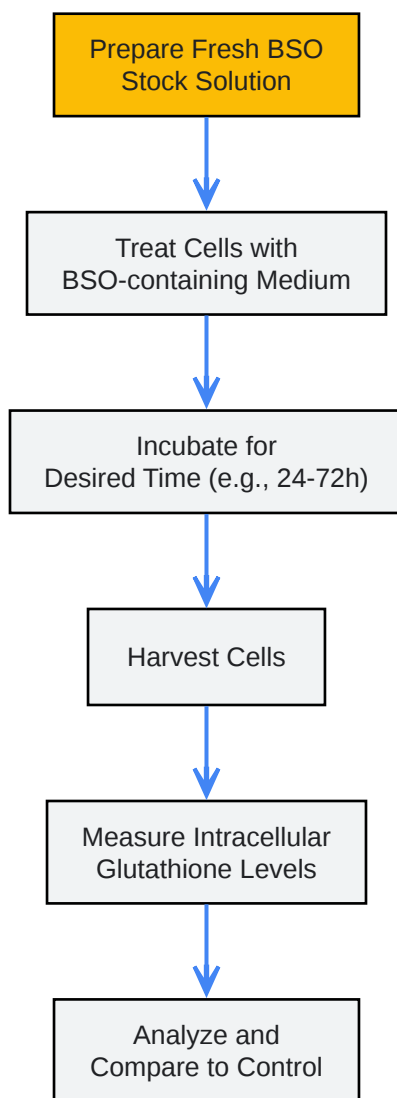 Prepare Fresh BSO
Stock Solution
Treat Cells with
BSO-containing Medium
Incubate for
Desired Time (e.g., 24-72h)
Harvest Cells
Measure Intracellular
Glutathione Levels
Analyze and
Compare to Control